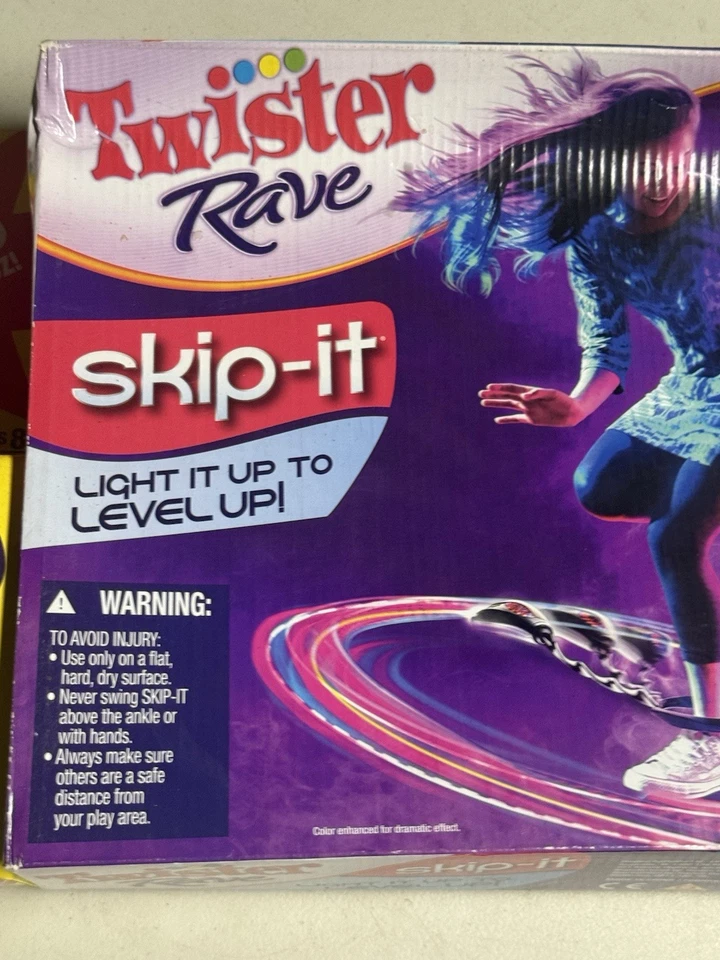 Twister
Rave
skip-it
LIGHT IT UP TO
LEVEL UP!
WARNING:
TO AVOID INJURY:
• Use only on a flat,
hard, dry surface.
• Never swing SKIP-IT
above the ankle or
with hands.
• Always make sure
others are a safe
distance from
your play area.
Color enhanced for dramatic effect.
skip-it